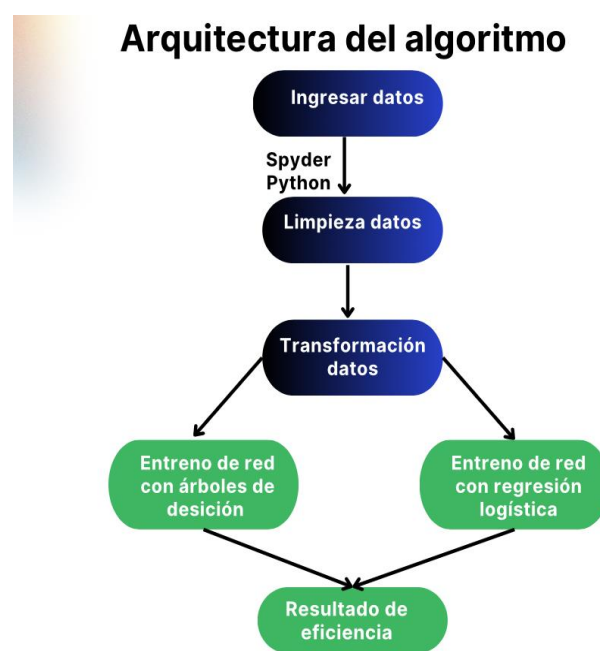 Arquitectura del algoritmo
Ingresar datos
Spyder
Python
Limpieza datos
Transformación
datos
Entreno de red
con árboles de
desición
Entreno de red
con regresión
logística
Resultado de
eficiencia